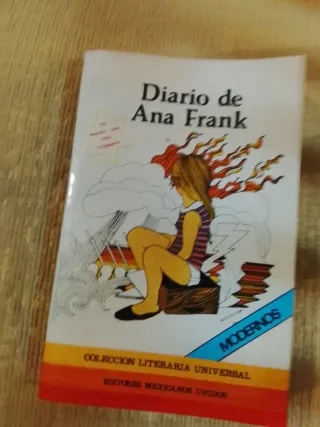 Diario de
Ana Frank
MODERNOS
COLECCION LITERARIA UNIVERSAL
EDITORES MEXICANOS UNIDOS